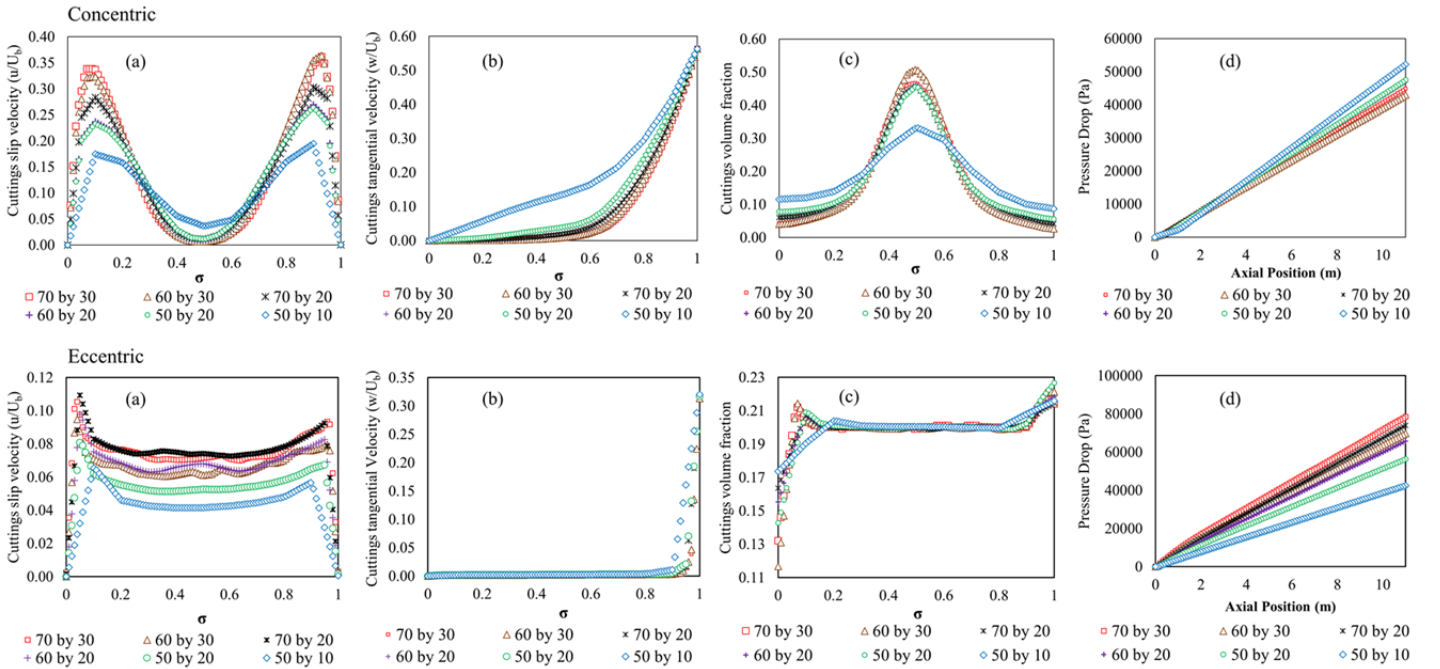 Concentric
Cuttings slip velocity (u/U_b)
0.40
0.35
0.30
0.25
0.20
0.15
0.10
0.05
0.00
(a)
0 0.2 0.4 0.6 0.8 1
σ
70 by 30 60 by 30 70 by 20
60 by 20 50 by 20 50 by 10
Cuttings tangential velocity (w/U_b)
0.60
0.50
0.40
0.30
0.20
0.10
0.00
(b)
0 0.2 0.4 0.6 0.8 1
σ
70 by 30 60 by 30 70 by 20
60 by 20 50 by 20 50 by 10
Cuttings volume fraction
0.60
0.50
0.40
0.30
0.20
0.10
0.00
(c)
0 0.2 0.4 0.6 0.8 1
σ
70 by 30 60 by 30 70 by 20
60 by 20 50 by 20 50 by 10
Pressure Drop (Pa)
60000
50000
40000
30000
20000
10000
0
(d)
0 2 4 6 8 10
Axial Position (m)
70 by 30 60 by 30 70 by 20
60 by 20 50 by 20 50 by 10
Eccentric
Cuttings slip velocity (u/U_b)
0.12
0.10
0.08
0.06
0.04
0.02
0.00
(a)
0 0.2 0.4 0.6 0.8 1
σ
70 by 30 60 by 30 70 by 20
60 by 20 50 by 20 50 by 10
Cuttings tangential Velocity (w/U_b)
0.35
0.30
0.25
0.20
0.15
0.10
0.05
0.00
(b)
0 0.2 0.4 0.6 0.8 1
σ
70 by 30 60 by 30 70 by 20
60 by 20 50 by 20 50 by 10
Cuttings volume fraction
0.23
0.21
0.19
0.17
0.15
0.13
0.11
(c)
0 0.2 0.4 0.6 0.8 1
σ
70 by 30 60 by 30 70 by 20
60 by 20 50 by 20 50 by 10
Pressure Drop (Pa)
100000
80000
60000
40000
20000
0
(d)
0 2 4 6 8 10
Axial Position (m)
70 by 30 60 by 30 70 by 20
60 by 20 50 by 20 50 by 10